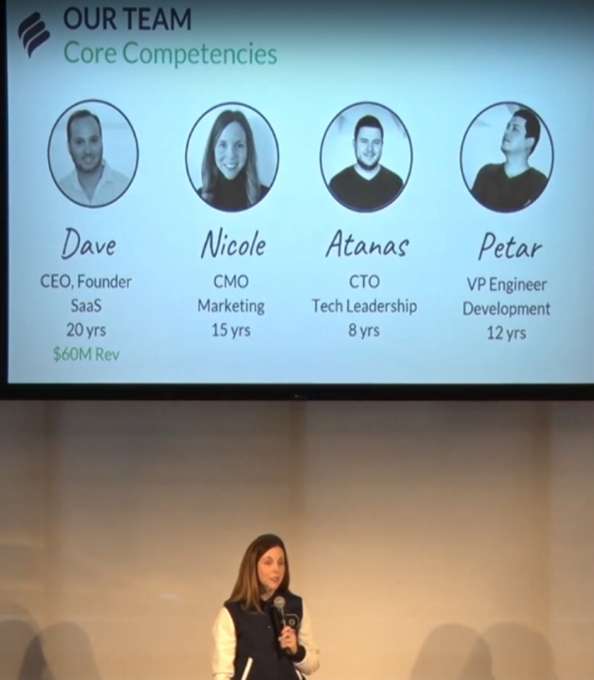 OUR TEAM
Core Competencies
Dave
CEO, Founder
SaaS
20 yrs
$60M Rev
Nicole
CMO
Marketing
15 yrs
Atanas
CTO
Tech Leadership
8 yrs
Petar
VP Engineer
Development
12 yrs